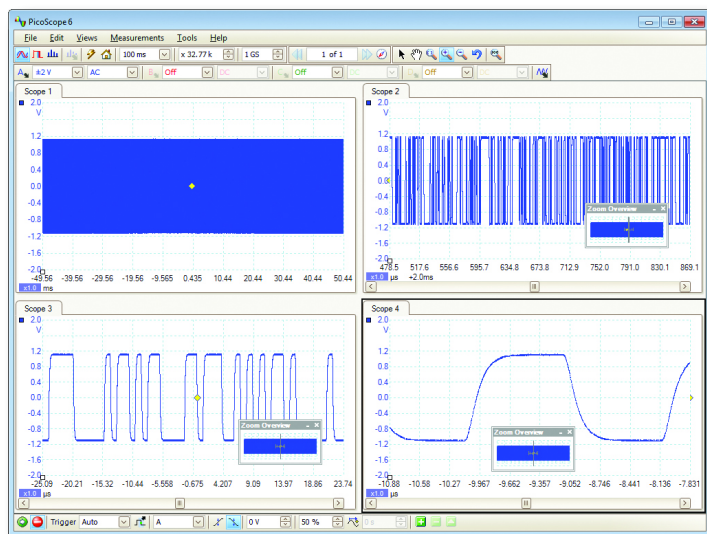 PicoScope 6
File Edit Views Measurements Tools Help
100 ms x 32.77 k 1 GS 1 of 1
A ±2 V AC B Off DC C Off DC D Off DC
Scope 1
2.0
V
1.2
0.8
0.4
0.0
-0.4
-0.8
-1.2
-1.6
-2.0
-49.56 -39.56 -29.56 -19.56 -9.565 0.435 10.44 20.44 30.44 40.44 50.44
x1.0 ms
Scope 2
2.0
V
1.2
0.8
0.4
0.0
-0.4
-0.8
-1.2
-1.6
-2.0
Zoom Overview
478.5 517.6 556.6 595.7 634.8 673.8 712.9 752.0 791.0 830.1 869.1
x1.0 µs +2.0ms
Scope 3
2.0
V
1.2
0.8
0.4
0.0
-0.4
-0.8
-1.2
-1.6
-2.0
Zoom Overview
-25.09 -20.21 -15.32 -10.44 -5.558 -0.675 4.207 9.09 13.97 18.86 23.74
x1.0 µs
Scope 4
2.0
V
1.2
0.8
0.4
0.0
-0.4
-0.8
-1.2
-1.6
-2.0
Zoom Overview
-10.88 -10.58 -10.27 -9.967 -9.662 -9.357 -9.052 -8.746 -8.441 -8.136 -7.831
x1.0 µs
Trigger Auto A 0 V 50 % 0 s